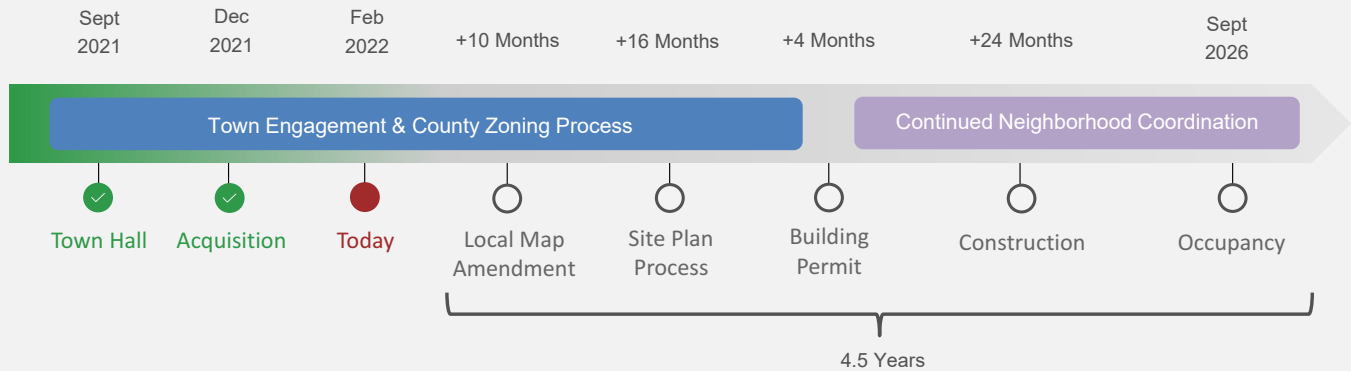 Sept
2021
Dec
2021
Feb
2022
+10 Months
+16 Months
+4 Months
+24 Months
Sept
2026
Town Engagement & County Zoning Process
Continued Neighborhood Coordination
Town Hall
Acquisition
Today
Local Map
Amendment
Site Plan
Process
Building
Permit
Construction
Occupancy
4.5 Years